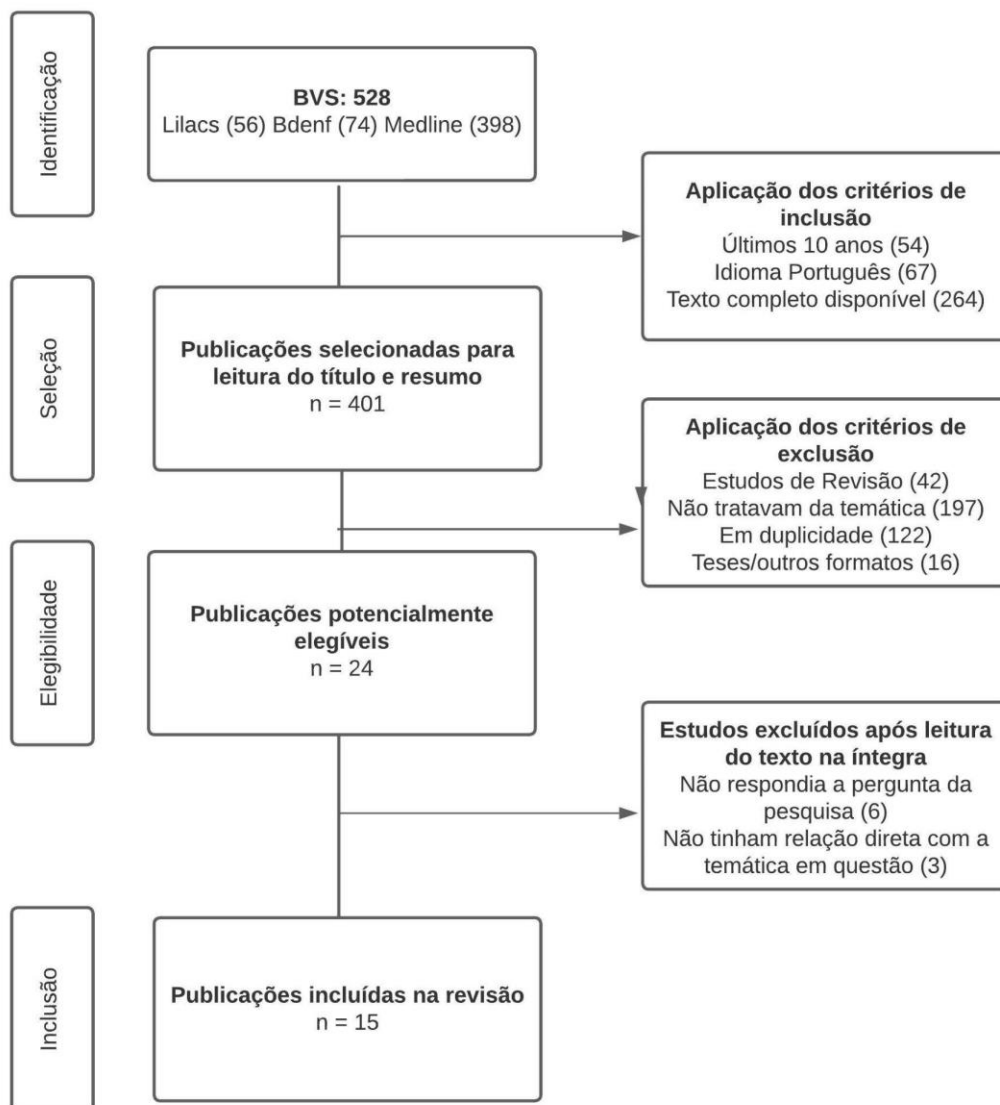 Identificação
BVS: 528
Lilacs (56) Bdenf (74) Medline (398)
Aplicação dos critérios de
inclusão
Últimos 10 anos (54)
Idioma Português (67)
Texto completo disponível (264)
Seleção
Publicações selecionadas para
leitura do título e resumo
n = 401
Aplicação dos critérios de
exclusão
Estudos de Revisão (42)
Não tratavam da temática (197)
Em duplicidade (122)
Teses/outros formatos (16)
Elegibilidade
Publicações potencialmente
elegíveis
n = 24
Estudos excluídos após leitura
do texto na íntegra
Não respondia a pergunta da
pesquisa (6)
Não tinham relação direta com a
temática em questão (3)
Inclusão
Publicações incluídas na revisão
n = 15